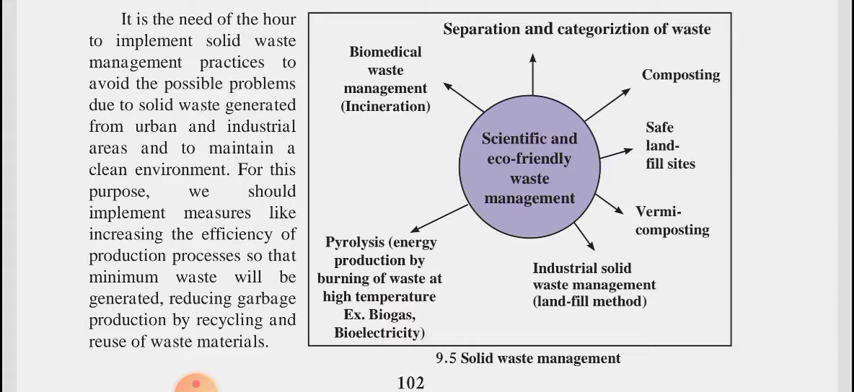 It is the need of the hour
to implement solid waste
management practices to
avoid the possible problems
due to solid waste generated
from urban and industrial
areas and to maintain a
clean environment. For this
purpose, we should
implement measures like
increasing the efficiency of
production processes so that
minimum waste will be
generated, reducing garbage
production by recycling and
reuse of waste materials.
Separation and categoriztion of waste
Biomedical
waste
management
(Incineration)
Composting
Safe
land-
fill sites
Scientific and
eco-friendly
waste
management
Vermi-
composting
Pyrolysis (energy
production by
burning of waste at
high temperature
Ex. Biogas,
Bioelectricity)
Industrial solid
waste management
(land-fill method)
9.5 Solid waste management
102